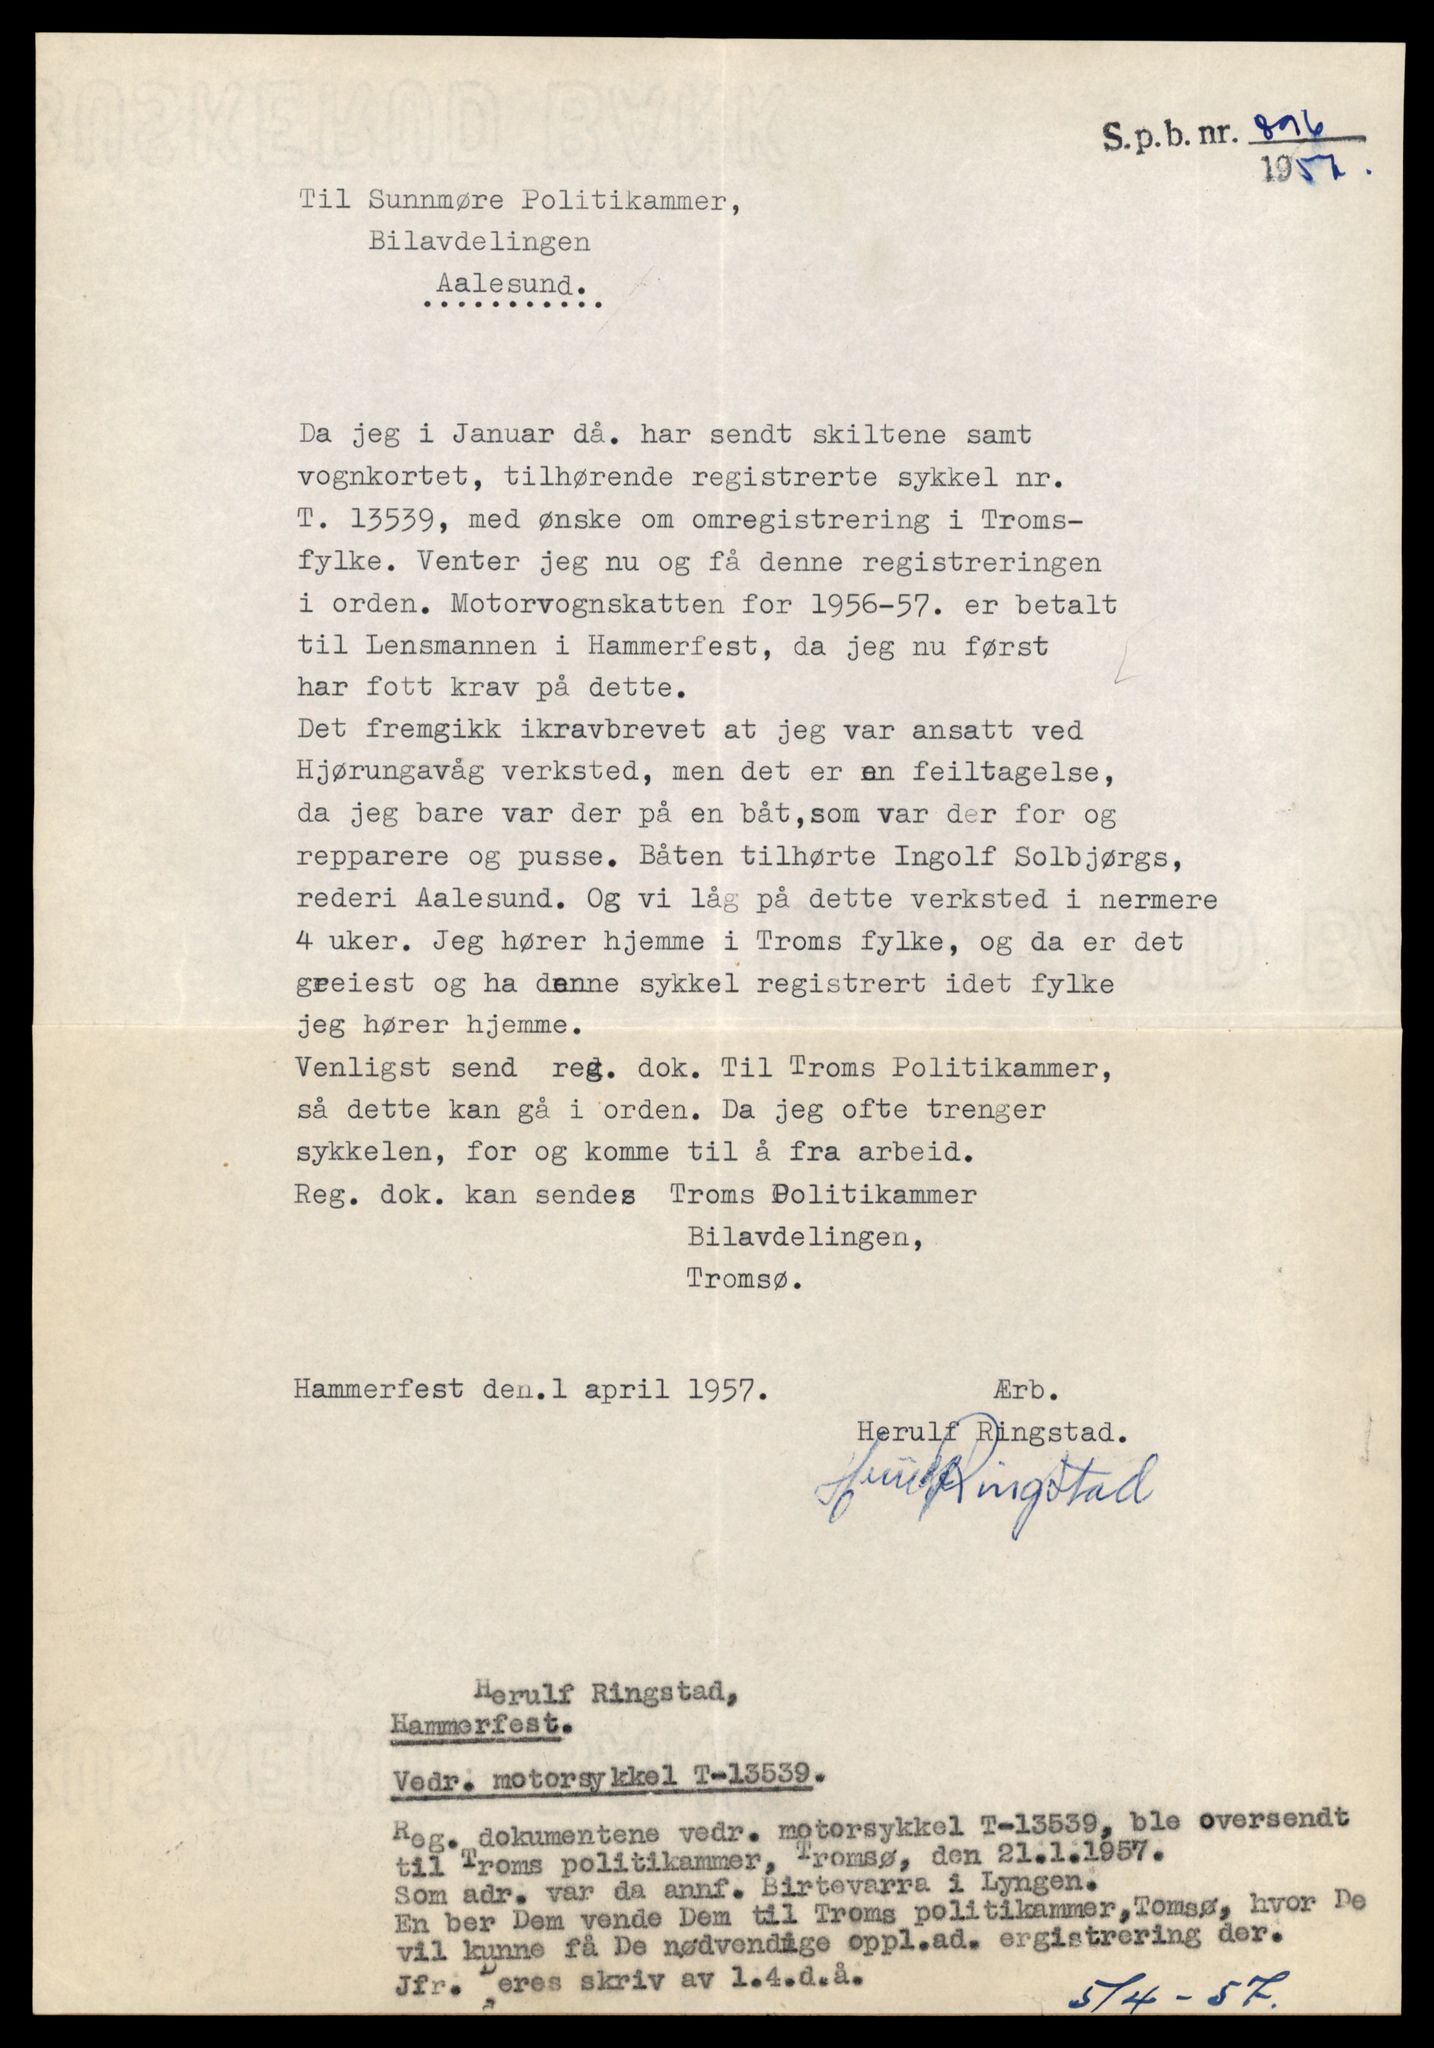 S.p.b. nr. 896
1957.
Til Sunnmøre Politikammer,
Bilavdelingen
Aalesund.
Da jeg i Januar då. har sendt skiltene samt
vognkortet, tilhørende registrerte sykkel nr.
T. 13539, med ønske om omregistrering i Troms-
fylke. Venter jeg nu og få denne registreringen
i orden. Motorvognskatten for 1956-57. er betalt
til Lensmannen i Hammerfest, da jeg nu først
har fott krav på dette.
Det fremgikk ikravbrevet at jeg var ansatt ved
Hjørungavåg verksted, men det er en feiltagelse,
da jeg bare var der på en båt,som var der for og
repparere og pusse. Båten tilhørte Ingolf Solbjørgs,
rederi Aalesund. Og vi låg på dette verksted i nermere
4 uker. Jeg hører hjemme i Troms fylke, og da er det
greiest og ha denne sykkel registrert idet fylke
jeg hører hjemme.
Venligst send reg. dok. Til Troms Politikammer,
så dette kan gå i orden. Da jeg ofte trenger
sykkelen, for og komme til å fra arbeid.
Reg. dok. kan sendes Troms Politikammer
Bilavdelingen,
Tromsø.
Hammerfest den.1 april 1957. Ærb.
Herulf Ringstad.
Herulf Ringstad
Herulf Ringstad,
Hammerfest.
Vedr. motorsykkel T-13539.
Reg. dokumentene vedr. motorsykkel T-13539, ble oversendt
til Troms politikammer, Tromsø, den 21.1.1957.
Som adr. var da annf. Birtevarra i Lyngen.
En ber Dem vende Dem til Troms politikammer,Tomsø, hvor De
vil kunne få De nødvendige oppl.ad. ergistrering der.
Jfr. Deres skriv av 1.4.d.å.
5/4-57.